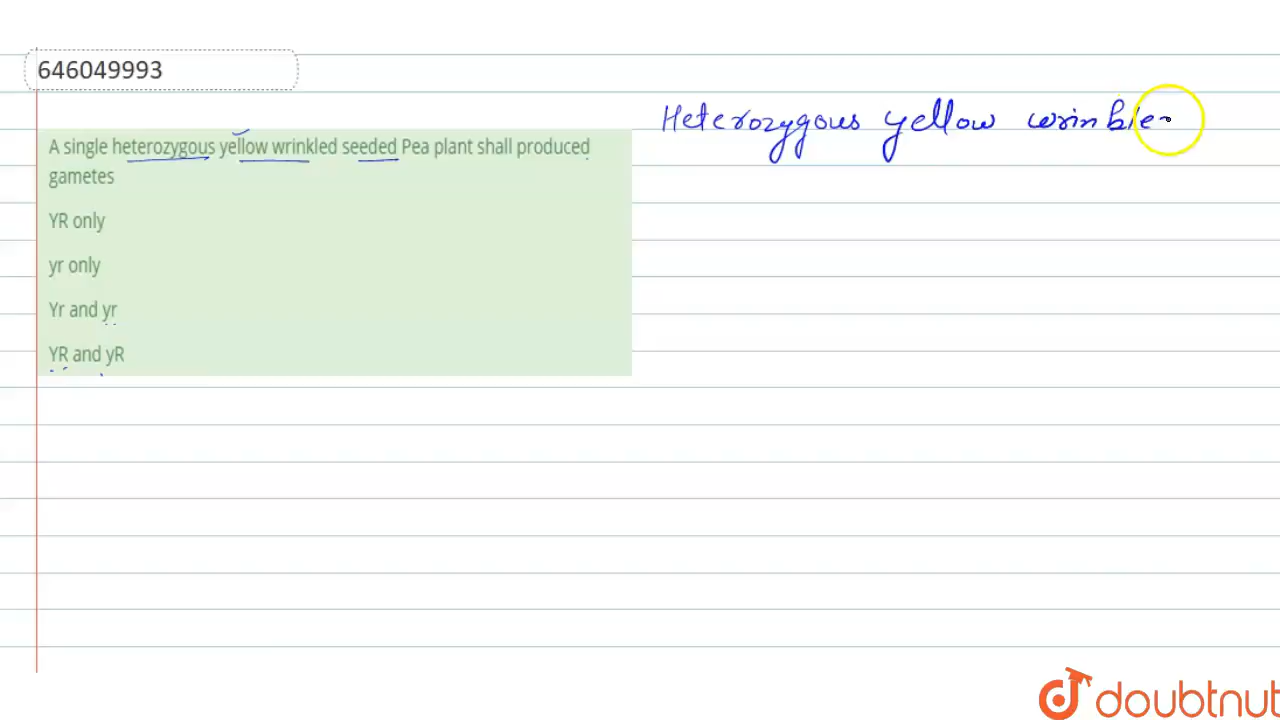 646049993
Heterozygous yellow wrinkle
A single heterozygous yellow wrinkled seeded Pea plant shall produced
gametes
YR only
yr only
Yr and yr
YR and yR
doubtnut